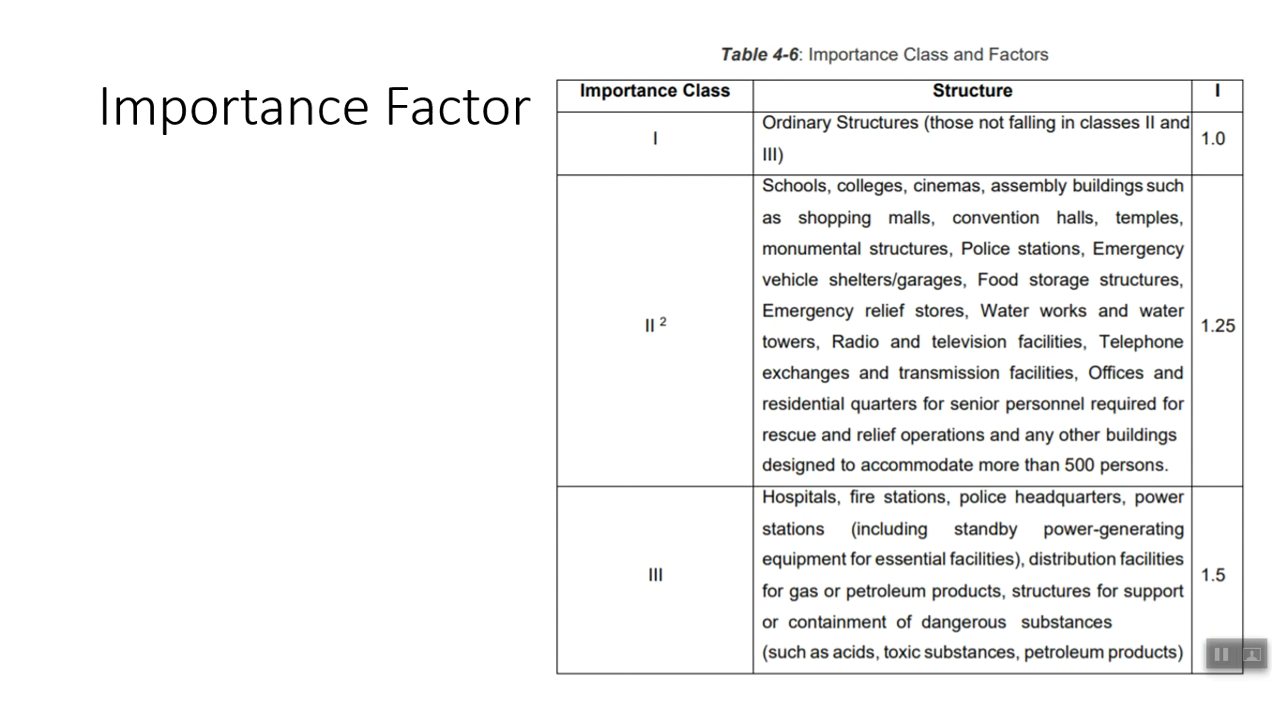 Importance Factor
Table 4-6: Importance Class and Factors
Importance Class Structure I
I
Ordinary Structures (those not falling in classes II and
III)
1.0
II 2
Schools, colleges, cinemas, assembly buildings such
as shopping malls, convention halls, temples,
monumental structures, Police stations, Emergency
vehicle shelters/garages, Food storage structures,
Emergency relief stores, Water works and water
towers, Radio and television facilities, Telephone
exchanges and transmission facilities, Offices and
residential quarters for senior personnel required for
rescue and relief operations and any other buildings
designed to accommodate more than 500 persons.
1.25
III
Hospitals, fire stations, police headquarters, power
stations (including standby power-generating
equipment for essential facilities), distribution facilities
for gas or petroleum products, structures for support
or containment of dangerous substances
(such as acids, toxic substances, petroleum products)
1.5